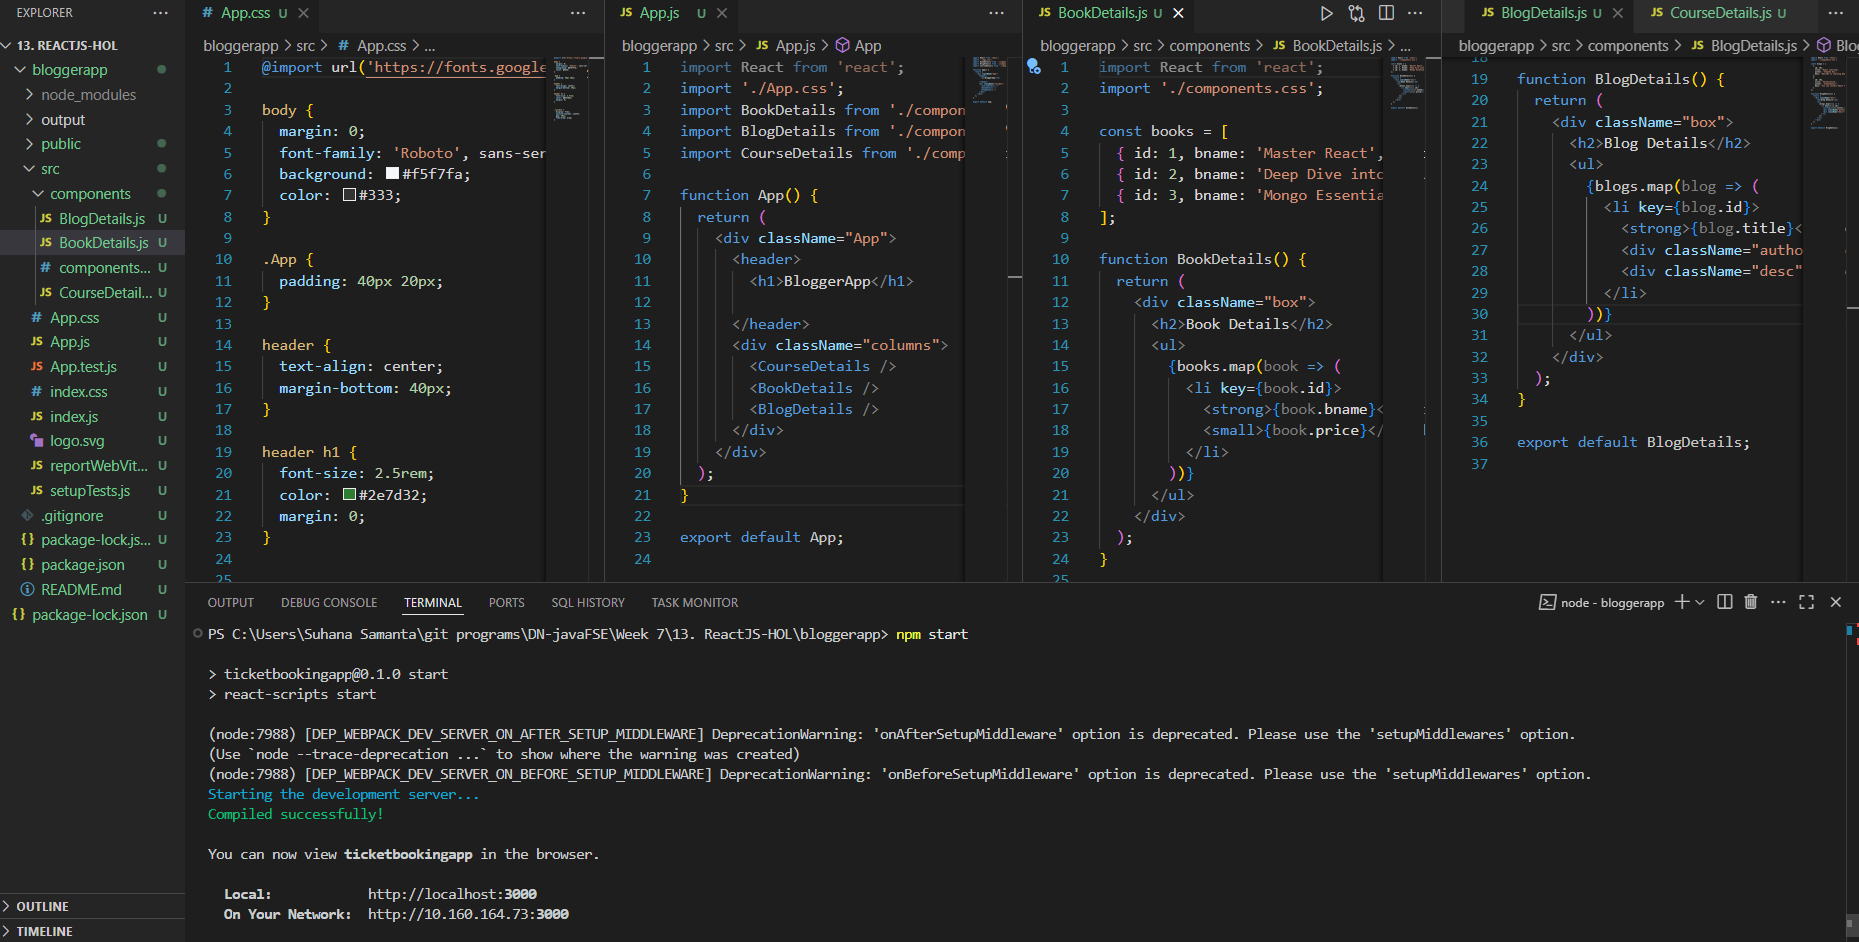 EXPLORER
13. REACTJS-HOL
bloggerapp
node_modules
output
public
src
components
BlogDetails.js U
BookDetails.js U
components... U
CourseDetail... U
App.css U
App.js U
App.test.js U
index.css U
index.js U
logo.svg U
reportWebVit... U
setupTests.js U
.gitignore U
package-lock.js... U
package.json U
README.md U
package-lock.json U
OUTLINE
TIMELINE
# App.css U
bloggerapp > src > # App.css > ...
1 @import url('https://fonts.google
2
3 body {
4 margin: 0;
5 font-family: 'Roboto', sans-ser
6 background: #f5f7fa;
7 color: #333;
8 }
9
10 .App {
11 padding: 40px 20px;
12 }
13
14 header {
15 text-align: center;
16 margin-bottom: 40px;
17 }
18
19 header h1 {
20 font-size: 2.5rem;
21 color: #2e7d32;
22 margin: 0;
23 }
24
25
JS App.js U
bloggerapp > src > JS App.js > App
1 import React from 'react';
2 import './App.css';
3 import BookDetails from './compon
4 import BlogDetails from './compon
5 import CourseDetails from './comp
6
7 function App() {
8 return (
9 <div className="App">
10 <header>
11 <h1>BloggerApp</h1>
12
13 </header>
14 <div className="columns">
15 <CourseDetails />
16 <BookDetails />
17 <BlogDetails />
18 </div>
19 </div>
20 );
21 }
22
23 export default App;
24
JS BookDetails.js U
bloggerapp > src > components > JS BookDetails.js > ...
1 import React from 'react';
2 import './components.css';
3
4 const books = [
5 { id: 1, bname: 'Master React',
6 { id: 2, bname: 'Deep Dive into
7 { id: 3, bname: 'Mongo Essentia
8 ];
9
10 function BookDetails() {
11 return (
12 <div className="box">
13 <h2>Book Details</h2>
14 <ul>
15 {books.map(book => (
16 <li key={book.id}>
17 <strong>{book.bname}<
18 <small>{book.price}</
19 </li>
20 ))}
21 </ul>
22 </div>
23 );
24 }
25
JS BlogDetails.js U
JS CourseDetails.js U
bloggerapp > src > components > JS BlogDetails.js > Blo
18
19 function BlogDetails() {
20 return (
21 <div className="box">
22 <h2>Blog Details</h2>
23 <ul>
24 {blogs.map(blog => (
25 <li key={blog.id}>
26 <strong>{blog.title}<
27 <div className="autho
28 <div className="desc"
29 </li>
30 ))}
31 </ul>
32 </div>
33 );
34 }
35
36 export default BlogDetails;
37
OUTPUT DEBUG CONSOLE TERMINAL PORTS SQL HISTORY TASK MONITOR
node - bloggerapp
PS C:\Users\Suhana Samanta\git programs\DN-javaFSE\Week 7\13. ReactJS-HOL\bloggerapp> npm start
> ticketbookingapp@0.1.0 start
> react-scripts start
(node:7988) [DEP_WEBPACK_DEV_SERVER_ON_AFTER_SETUP_MIDDLEWARE] DeprecationWarning: 'onAfterSetupMiddleware' option is deprecated. Please use the 'setupMiddlewares' option.
(Use `node --trace-deprecation ...` to show where the warning was created)
(node:7988) [DEP_WEBPACK_DEV_SERVER_ON_BEFORE_SETUP_MIDDLEWARE] DeprecationWarning: 'onBeforeSetupMiddleware' option is deprecated. Please use the 'setupMiddlewares' option.
Starting the development server...
Compiled successfully!
You can now view ticketbookingapp in the browser.
Local: http://localhost:3000
On Your Network: http://10.160.164.73:3000